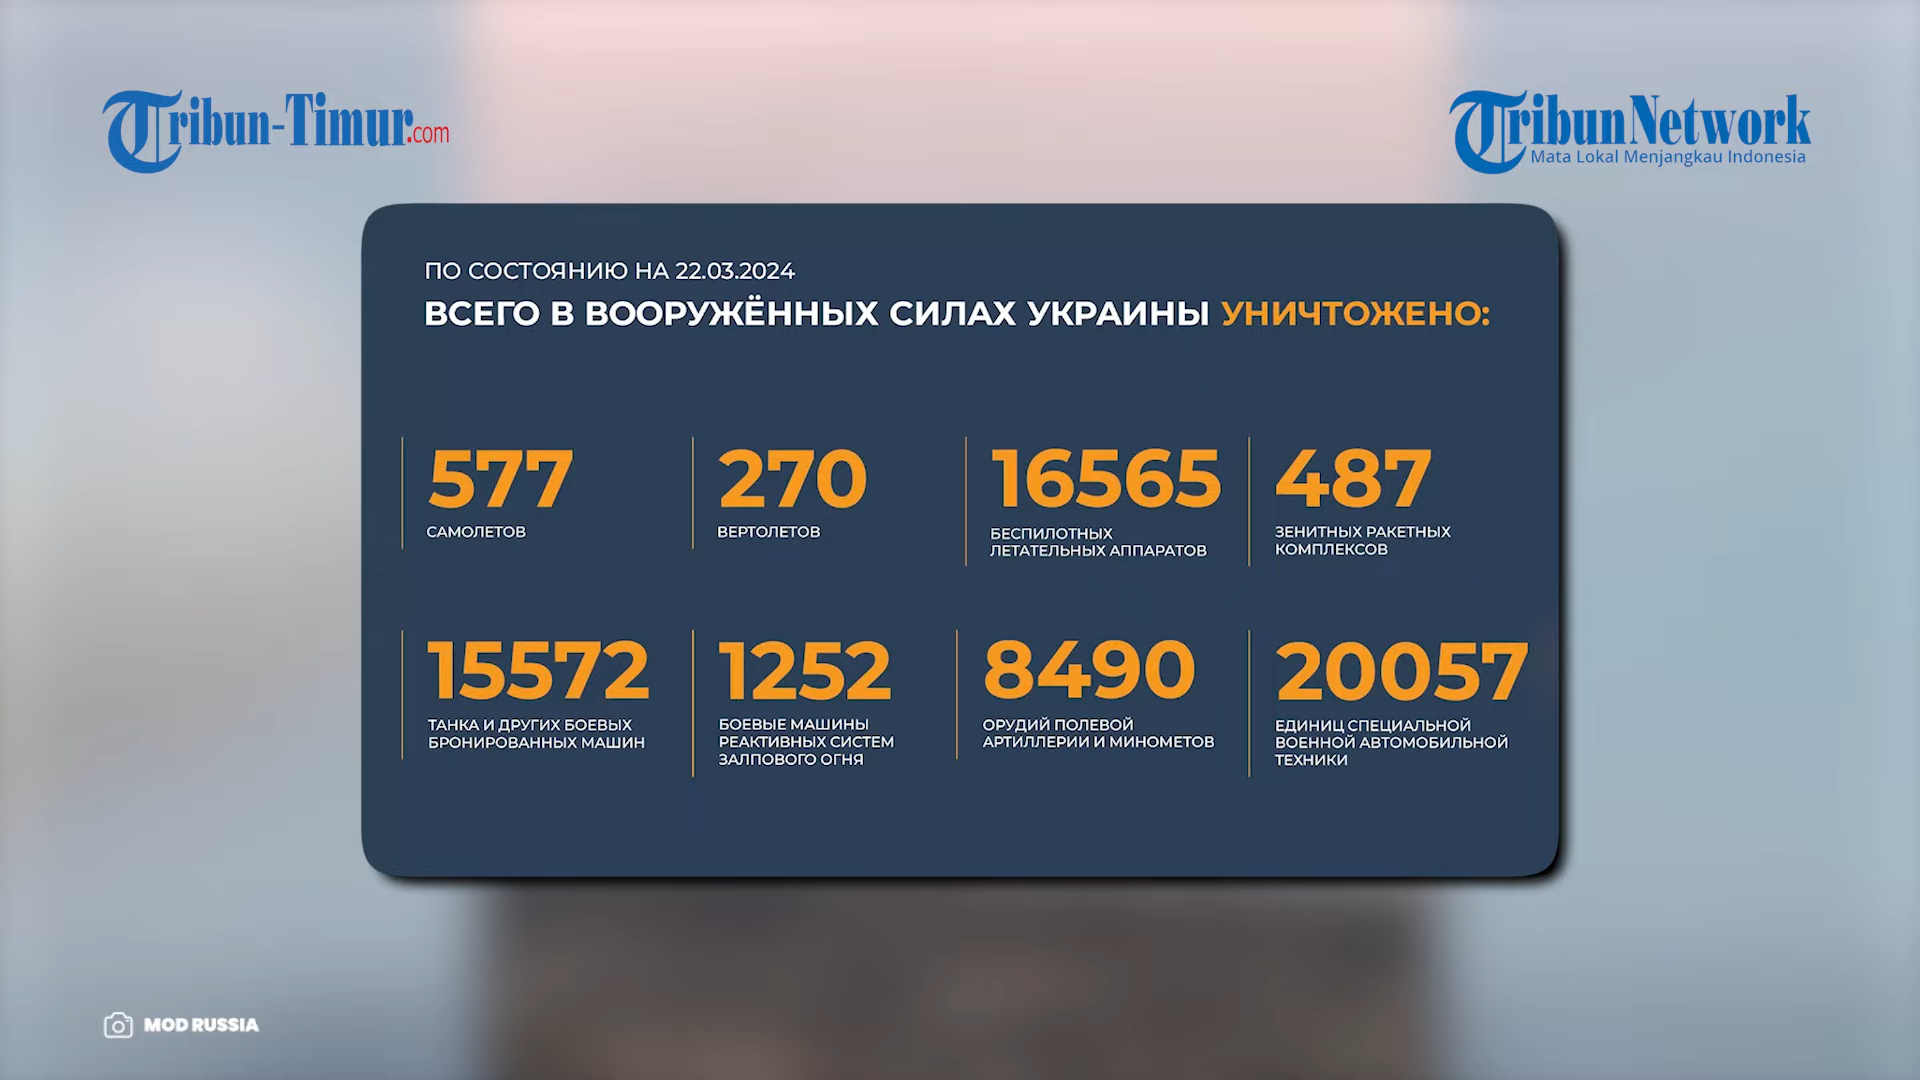 Tribun-Timur.com
TribunNetwork
Mata Lokal Menjangkau Indonesia
ПО СОСТОЯНИЮ НА 22.03.2024
ВСЕГО В ВООРУЖЁННЫХ СИЛАХ УКРАИНЫ УНИЧТОЖЕНО:
577
САМОЛЕТОВ
270
ВЕРТОЛЕТОВ
16565
БЕСПИЛОТНЫХ
ЛЕТАТЕЛЬНЫХ АППАРАТОВ
487
ЗЕНИТНЫХ РАКЕТНЫХ
КОМПЛЕКСОВ
15572
ТАНКА И ДРУГИХ БОЕВЫХ
БРОНИРОВАННЫХ МАШИН
1252
БОЕВЫЕ МАШИНЫ
РЕАКТИВНЫХ СИСТЕМ
ЗАЛПОВОГО ОГНЯ
8490
ОРУДИЙ ПОЛЕВОЙ
АРТИЛЛЕРИИ И МИНОМЕТОВ
20057
ЕДИНИЦ СПЕЦИАЛЬНОЙ
ВОЕННОЙ АВТОМОБИЛЬНОЙ
ТЕХНИКИ
MOD RUSSIA